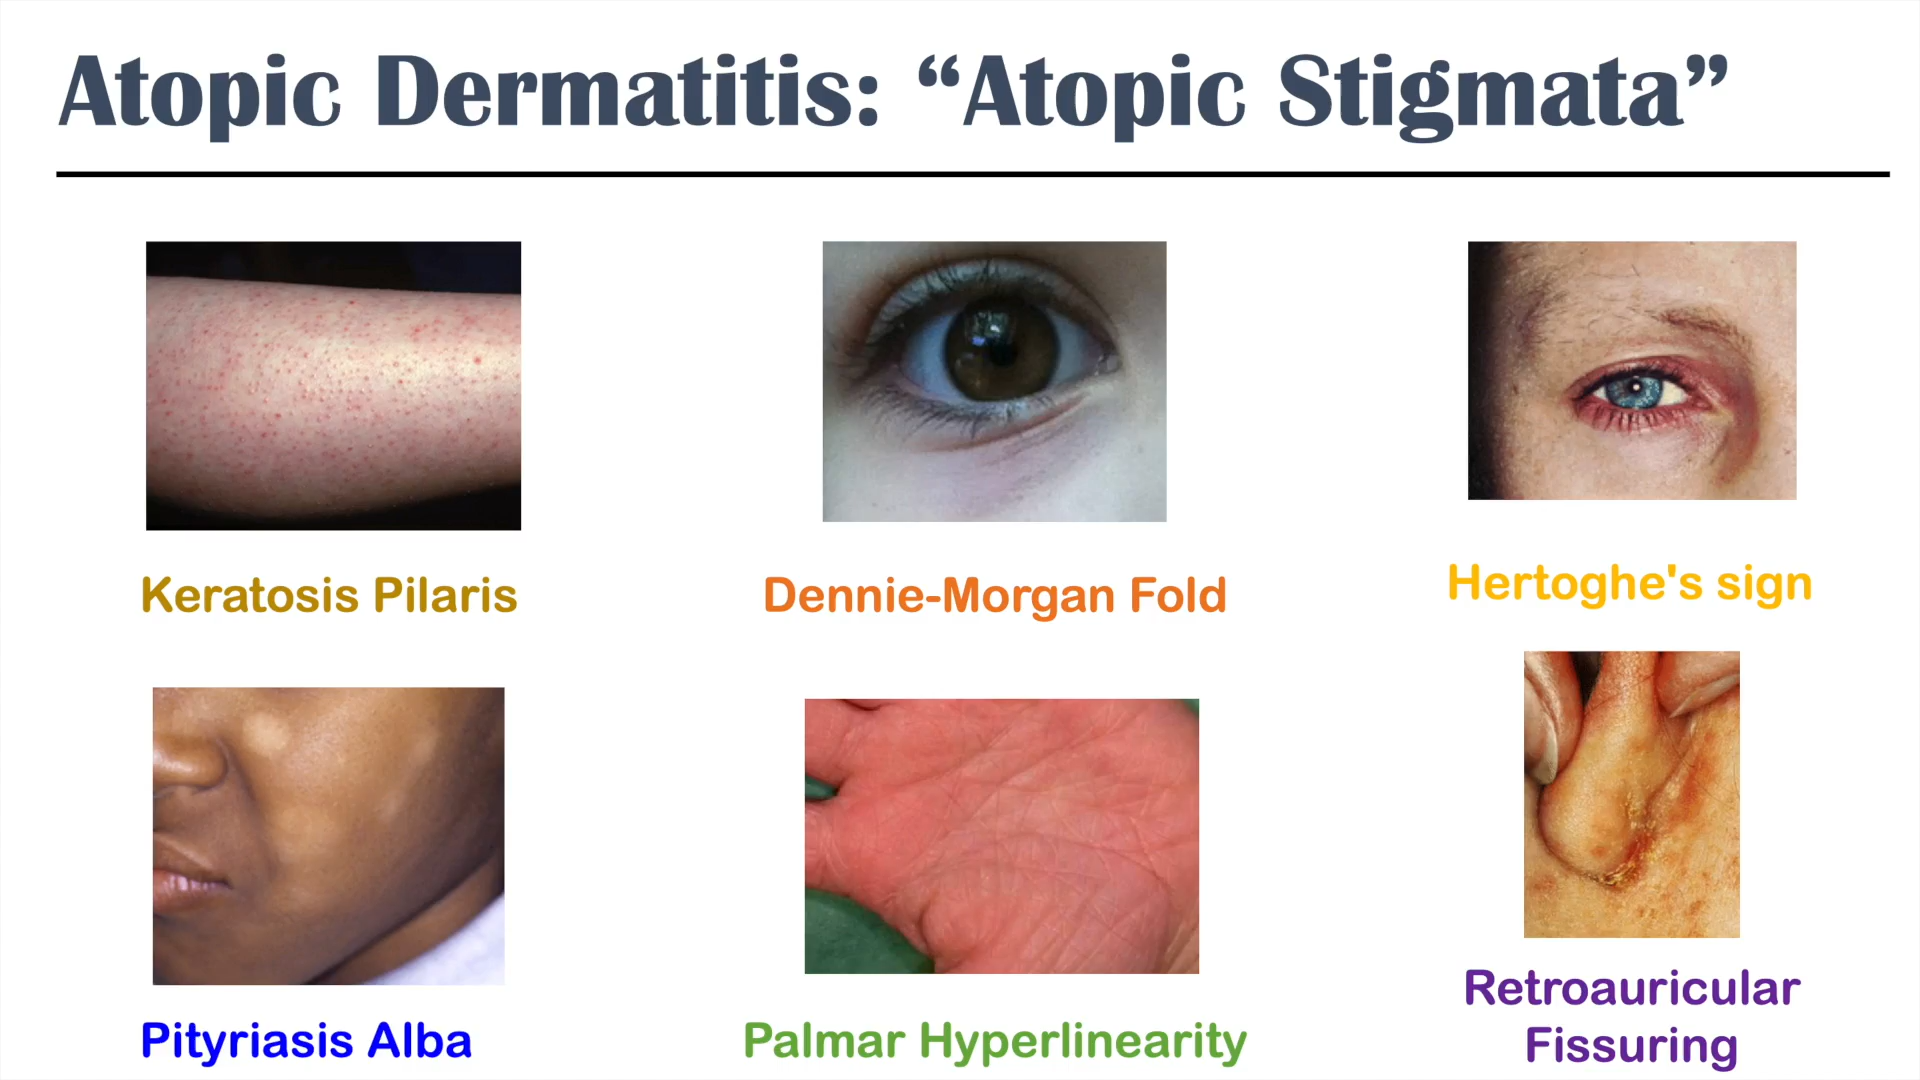 Atopic Dermatitis: “Atopic Stigmata”
Keratosis Pilaris
Dennie-Morgan Fold
Hertoghe's sign
Pityriasis Alba
Palmar Hyperlinearity
Retroauricular
Fissuring